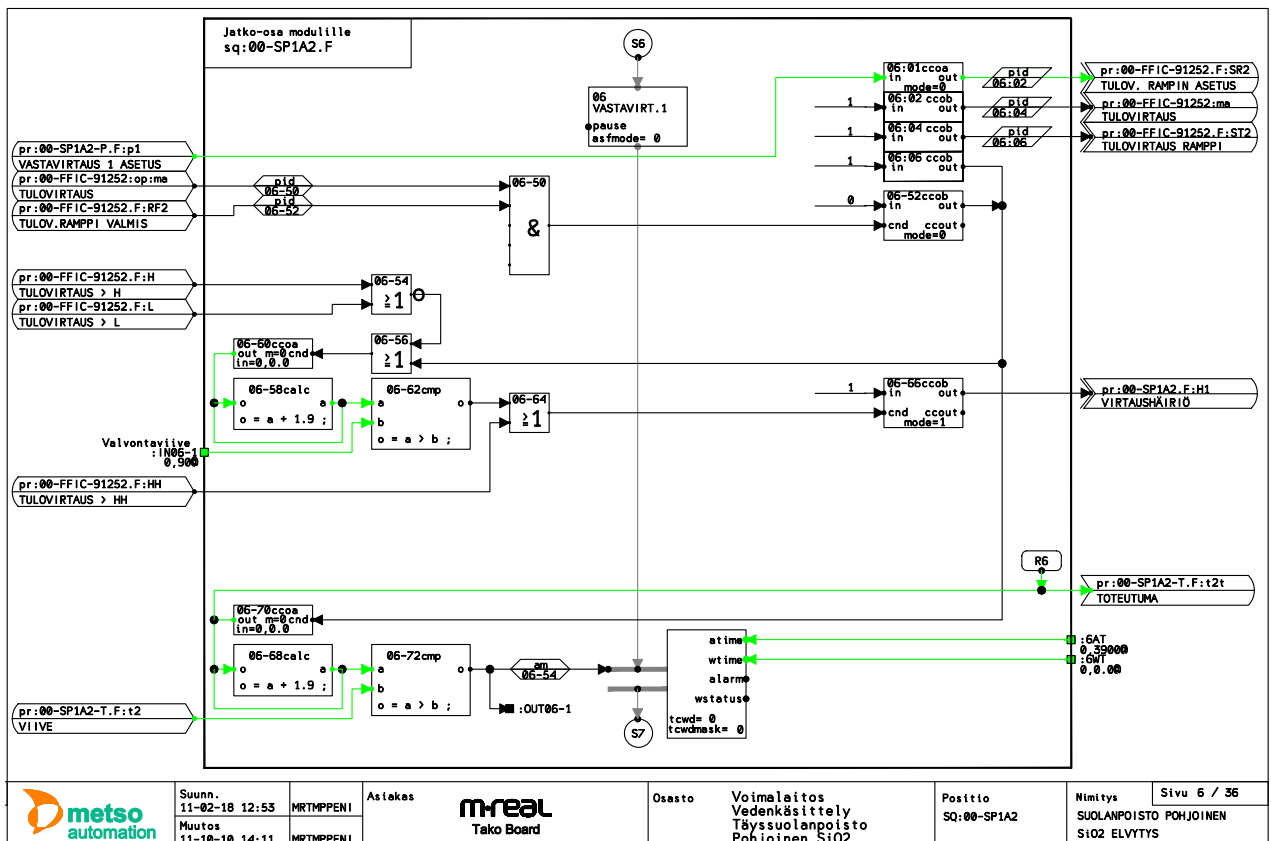 Jatko-osa modulille
sq:00-SP1A2.F
S6
06
VASTAVIRT.1
pause
asfmode= 0
06:01ccoa
in out
mode=0
pid
06:02
pr:00-FFIC-91252.F:SR2
TULOV. RAMPIN ASETUS
1
06:02 ccob
in out
pid
06:04
pr:00-FFIC-91252:ma
TULOVIRTAUS
1
06:04 ccob
in out
pid
06:06
pr:00-FFIC-91252.F:ST2
TULOVIRTAUS RAMPPI
1
06:06 ccob
in out
pr:00-SP1A2-P.F:p1
VASTAVIRTAUS 1 ASETUS
pr:00-FFIC-91252:op:ma
TULOVIRTAUS
pid
06-50
pr:00-FFIC-91252.F:RF2
TULOV.RAMPPI VALMIS
pid
06-52
06-50
&
0
06-52ccob
in out
cnd ccout
mode=0
pr:00-FFIC-91252.F:H
TULOVIRTAUS > H
pr:00-FFIC-91252.F:L
TULOVIRTAUS > L
06-54
≥1
06-56
≥1
06-60ccoa
out m=0cnd
in=0,0.0
06-58calc
o a
o = a + 1.9 ;
06-62cmp
a o
b
o = a > b ;
06-64
≥1
1
06-66ccob
in out
cnd ccout
mode=1
pr:00-SP1A2.F:H1
VIRTAUSHÄIRIÖ
Valvontaviive
:IN06-1
0,900
pr:00-FFIC-91252.F:HH
TULOVIRTAUS > HH
R6
pr:00-SP1A2-T.F:t2t
TOTEUTUMA
06-70ccoa
out m=0cnd
in=0,0.0
06-68calc
o a
o = a + 1.9 ;
06-72cmp
a o
b
o = a > b ;
am
06-54
:OUT06-1
atime
wtime
alarm
wstatus
tcwd= 0
tcwdmask= 0
:6AT
0,39000
:6WT
0,0.00
pr:00-SP1A2-T.F:t2
VIIVE
S7
metso
automation
Suunn.
11-02-18 12:53
MRTMPPENI
Muutos
11-10-10 14:11
MRTMPPENI
Asiakas
m-real
Tako Board
Osasto
Voimalaitos
Vedenkäsittely
Täyssuolanpoisto
Pohjoinen SiO2
Positio
SQ:00-SP1A2
Nimitys
Sivu 6 / 36
SUOLANPOISTO POHJOINEN
SiO2 ELVYTYS